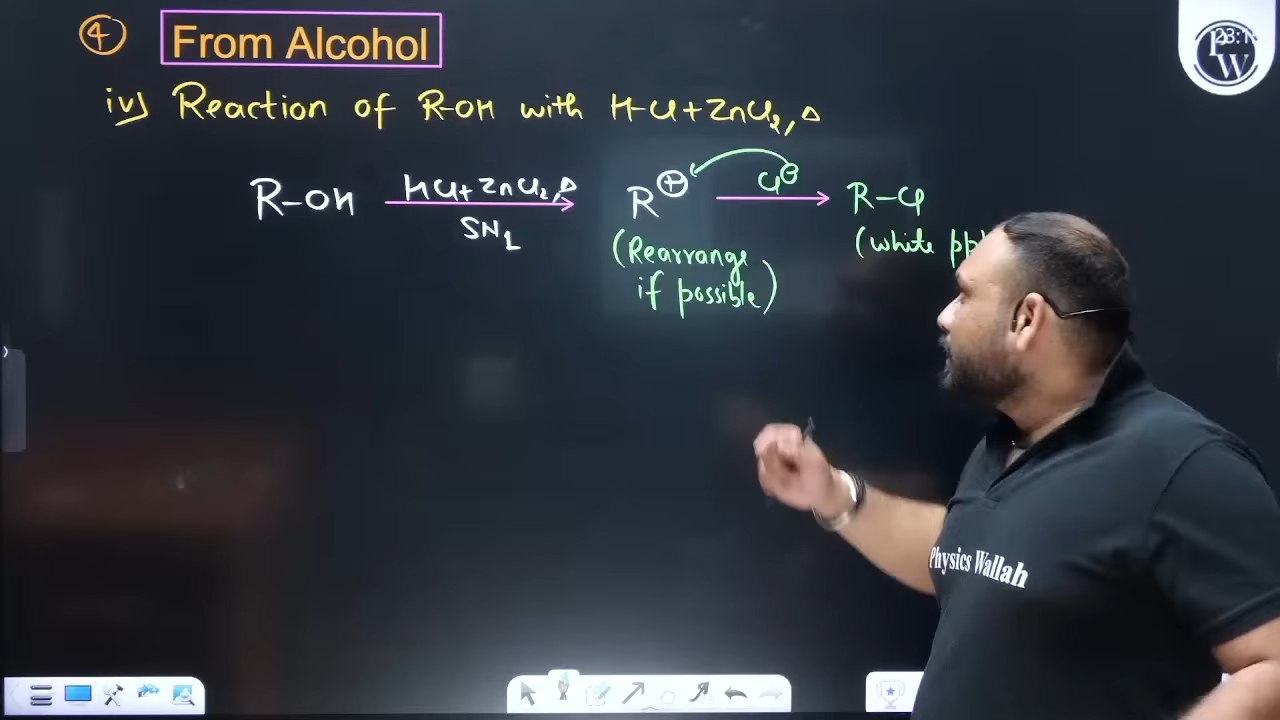 4 From Alcohol
iv) Reaction of R-OH with H-Cl+ZnCl2, Δ
R-OH HCl+ZnCl2, Δ R⊕ Cl⊖ R-Cl
SN1
(Rearrange if possible) (white
Physics Wallah
PW